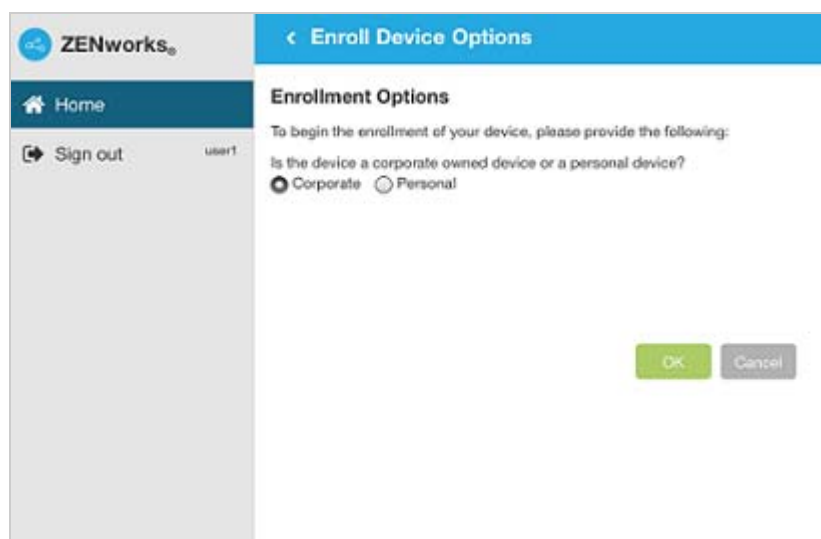 ZENworks®
Home
Sign out user1
Enroll Device Options
Enrollment Options
To begin the enrollment of your device, please provide the following:
Is the device a corporate owned device or a personal device?
Corporate Personal
OK Cancel